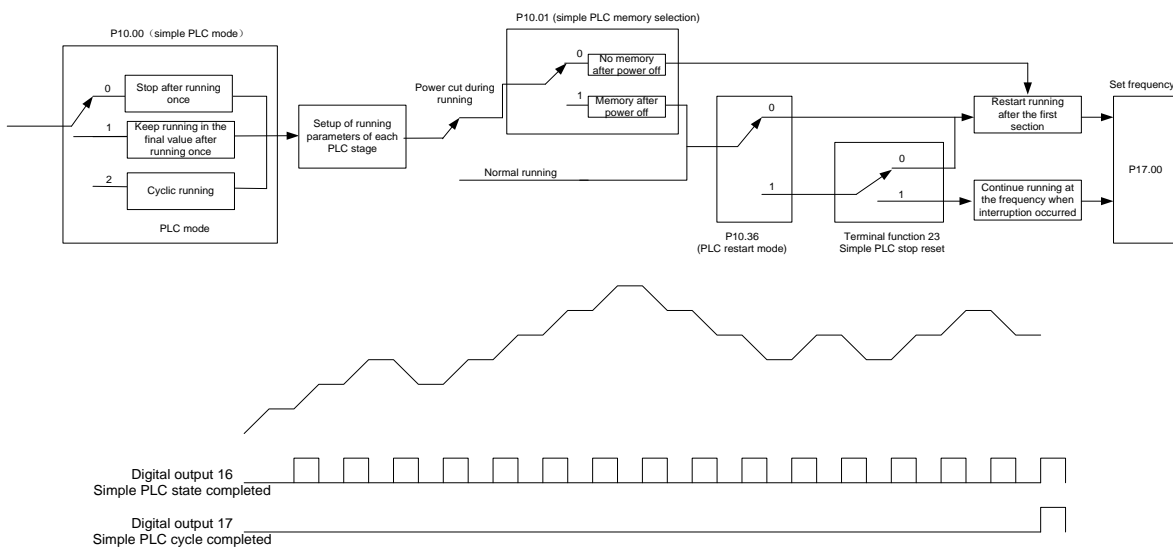 P10.00（simple PLC mode）
0
Stop after running
once
1
Keep running in the
final value after
running once
2
Cyclic running
PLC mode
Setup of running
parameters of each
PLC stage
Power cut during
running
Normal running
P10.01 (simple PLC memory selection)
0
No memory
after power off
1
Memory after
power off
0
1
P10.36
(PLC restart mode)
0
1
Terminal function 23
Simple PLC stop reset
Restart running
after the first
section
Continue running at
the frequency when
interruption occurred
Set frequency
P17.00
Digital output 16
Simple PLC state completed
Digital output 17
Simple PLC cycle completed